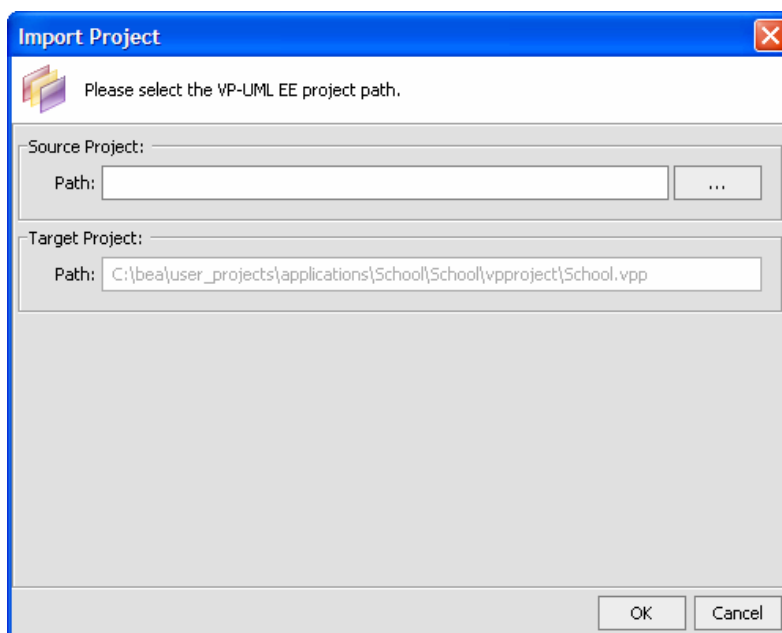 Import Project
Please select the VP-UML EE project path.
Source Project:
Path:
...
Target Project:
Path: C:\bea\user_projects\applications\School\School\vpproject\School.vpp
OK Cancel